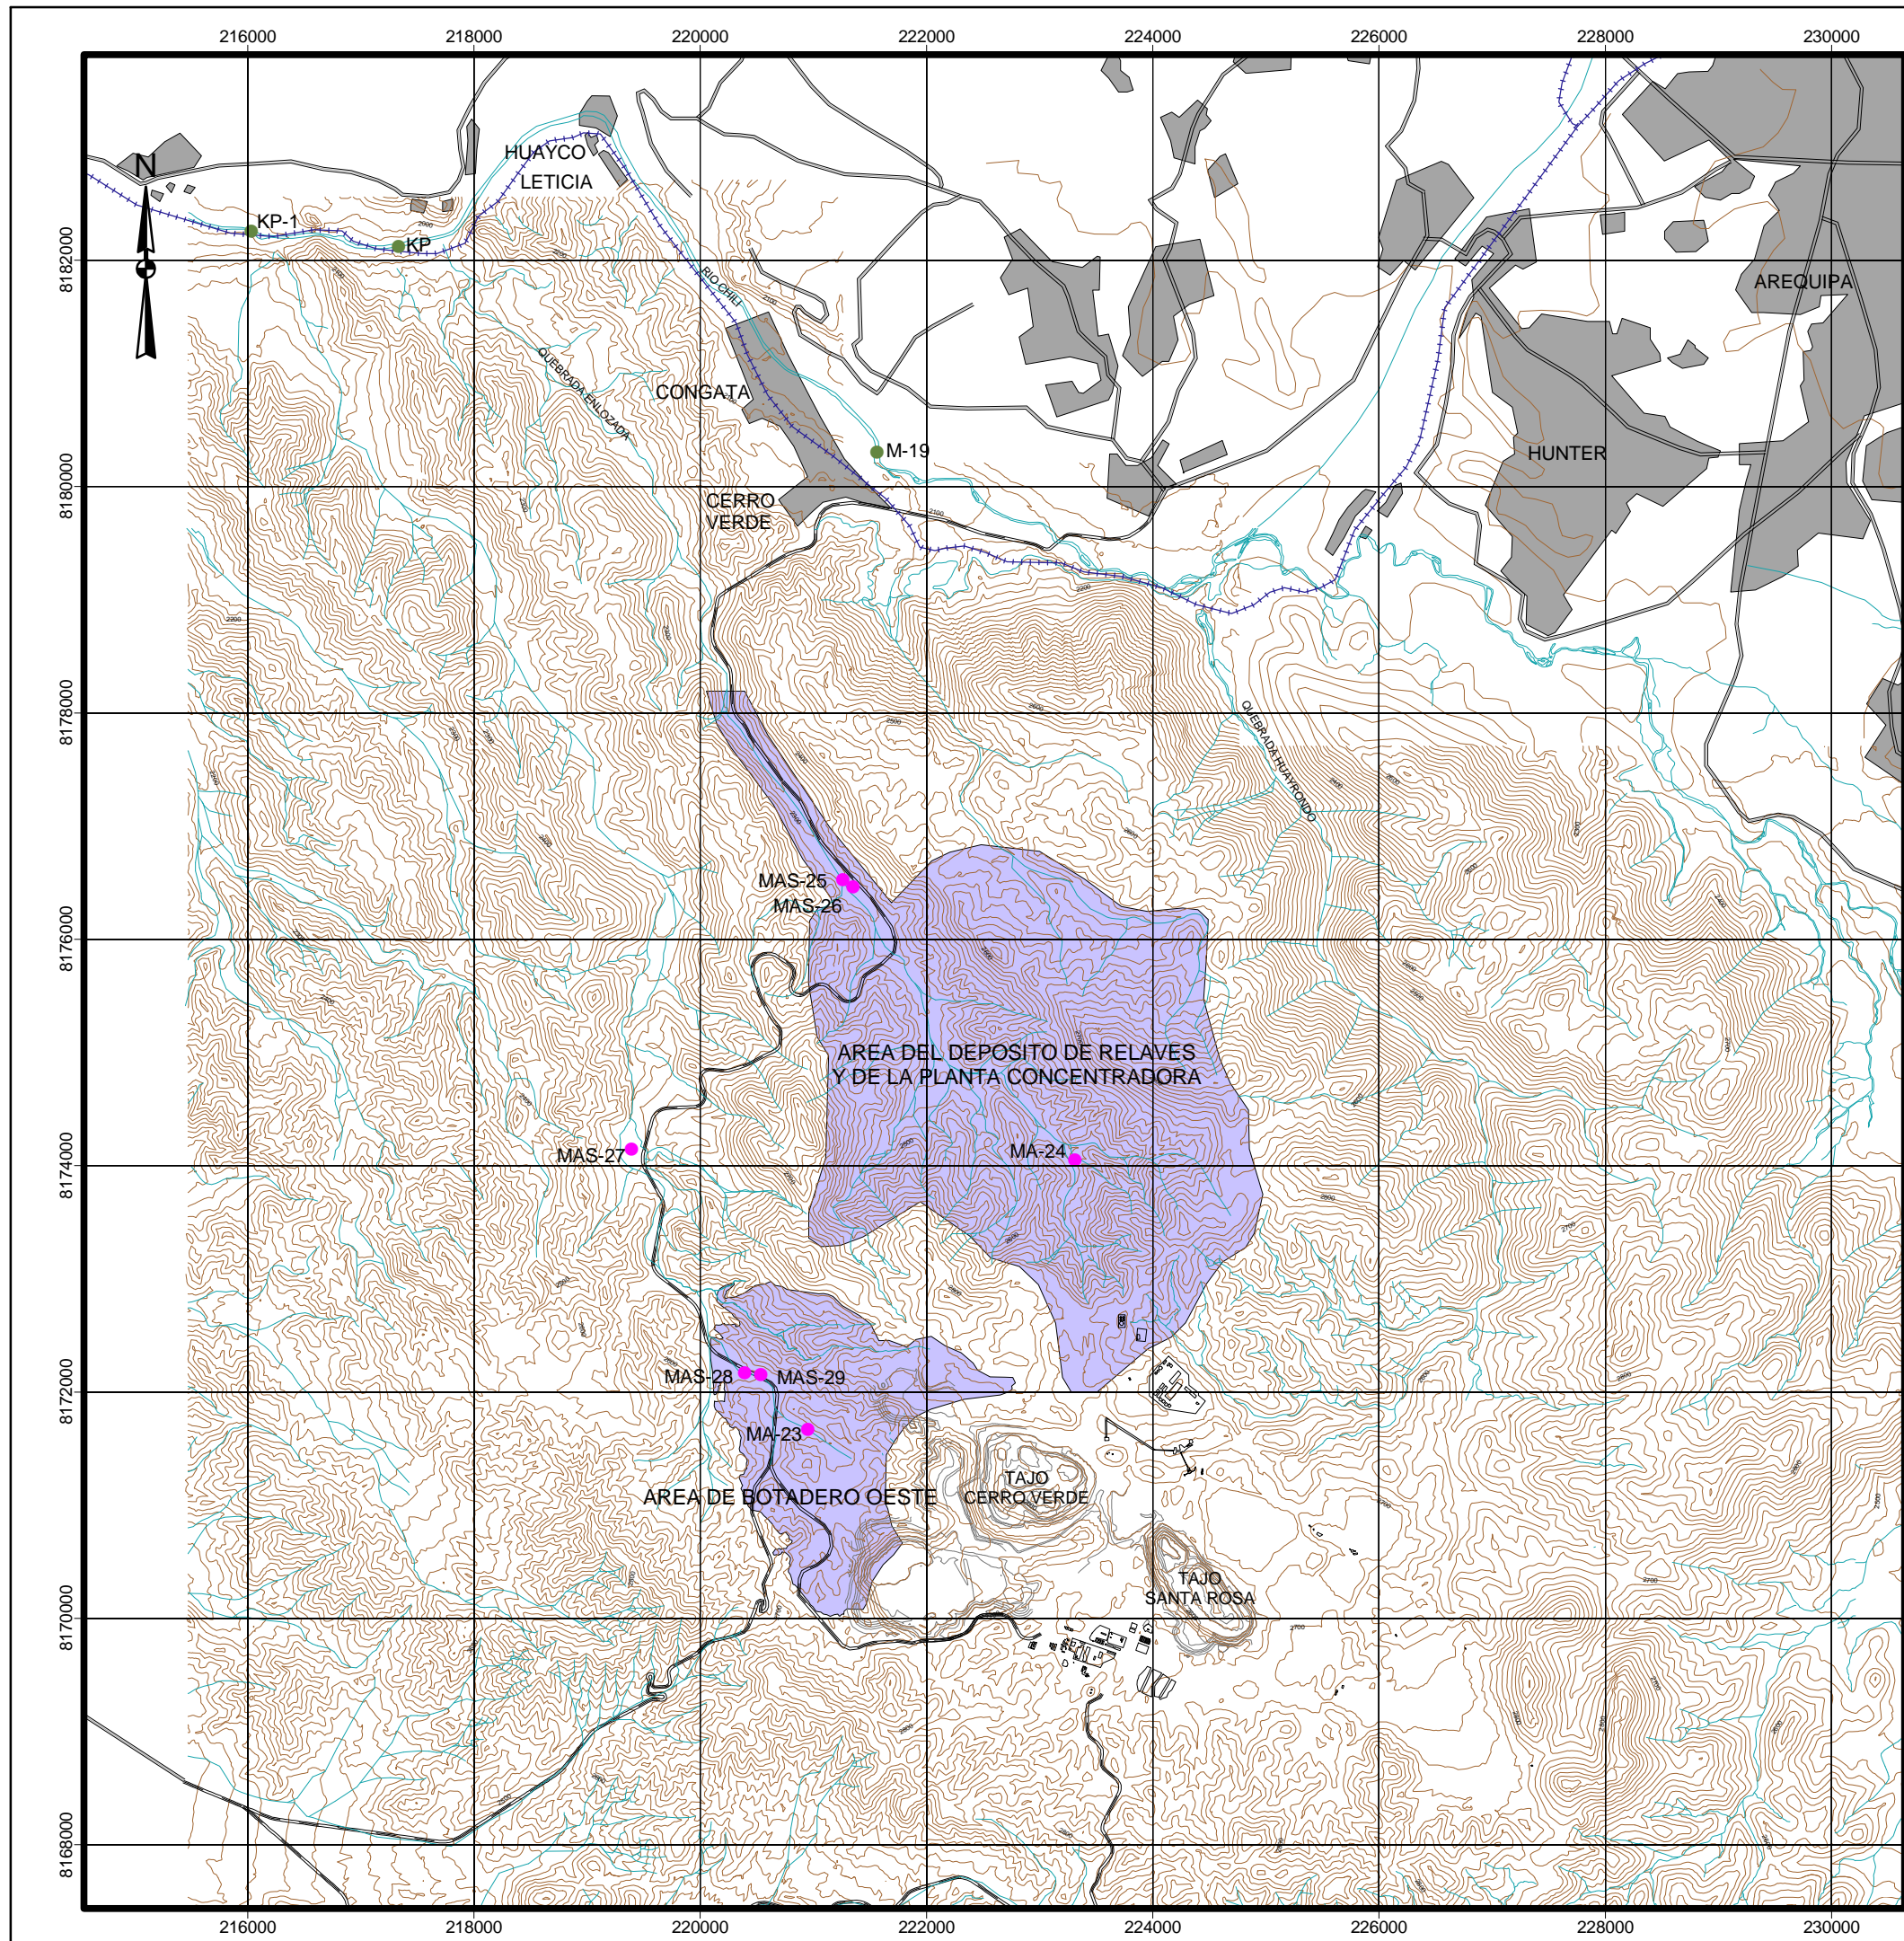 216000 218000 220000 222000 224000 226000 228000 230000
N
HUAYCO
LETICIA
KP-1
KP
8182000
RIO CHILI
AREQUIPA
QUEBRADA ENLOZADA
CONGATA
M-19
HUNTER
8180000
CERRO
VERDE
8178000
QUEBRADA HUAYRONDO
MAS-25
MAS-26
8176000
AREA DEL DEPOSITO DE RELAVES
Y DE LA PLANTA CONCENTRADORA
8174000
MAS-27
MA-24
8172000
MAS-28
MAS-29
MA-23
TAJO
CERRO VERDE
AREA DE BOTADERO OESTE
TAJO
SANTA ROSA
8170000
8168000
216000 218000 220000 222000 224000 226000 228000 230000